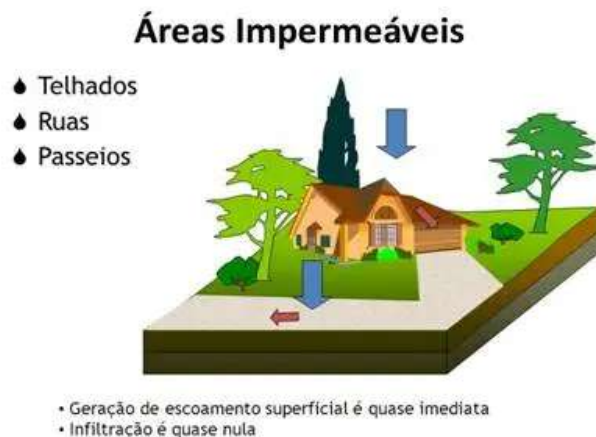 Áreas Impermeáveis
Telhados
Ruas
Passeios
• Geração de escoamento superficial é quase imediata
• Infiltração é quase nula